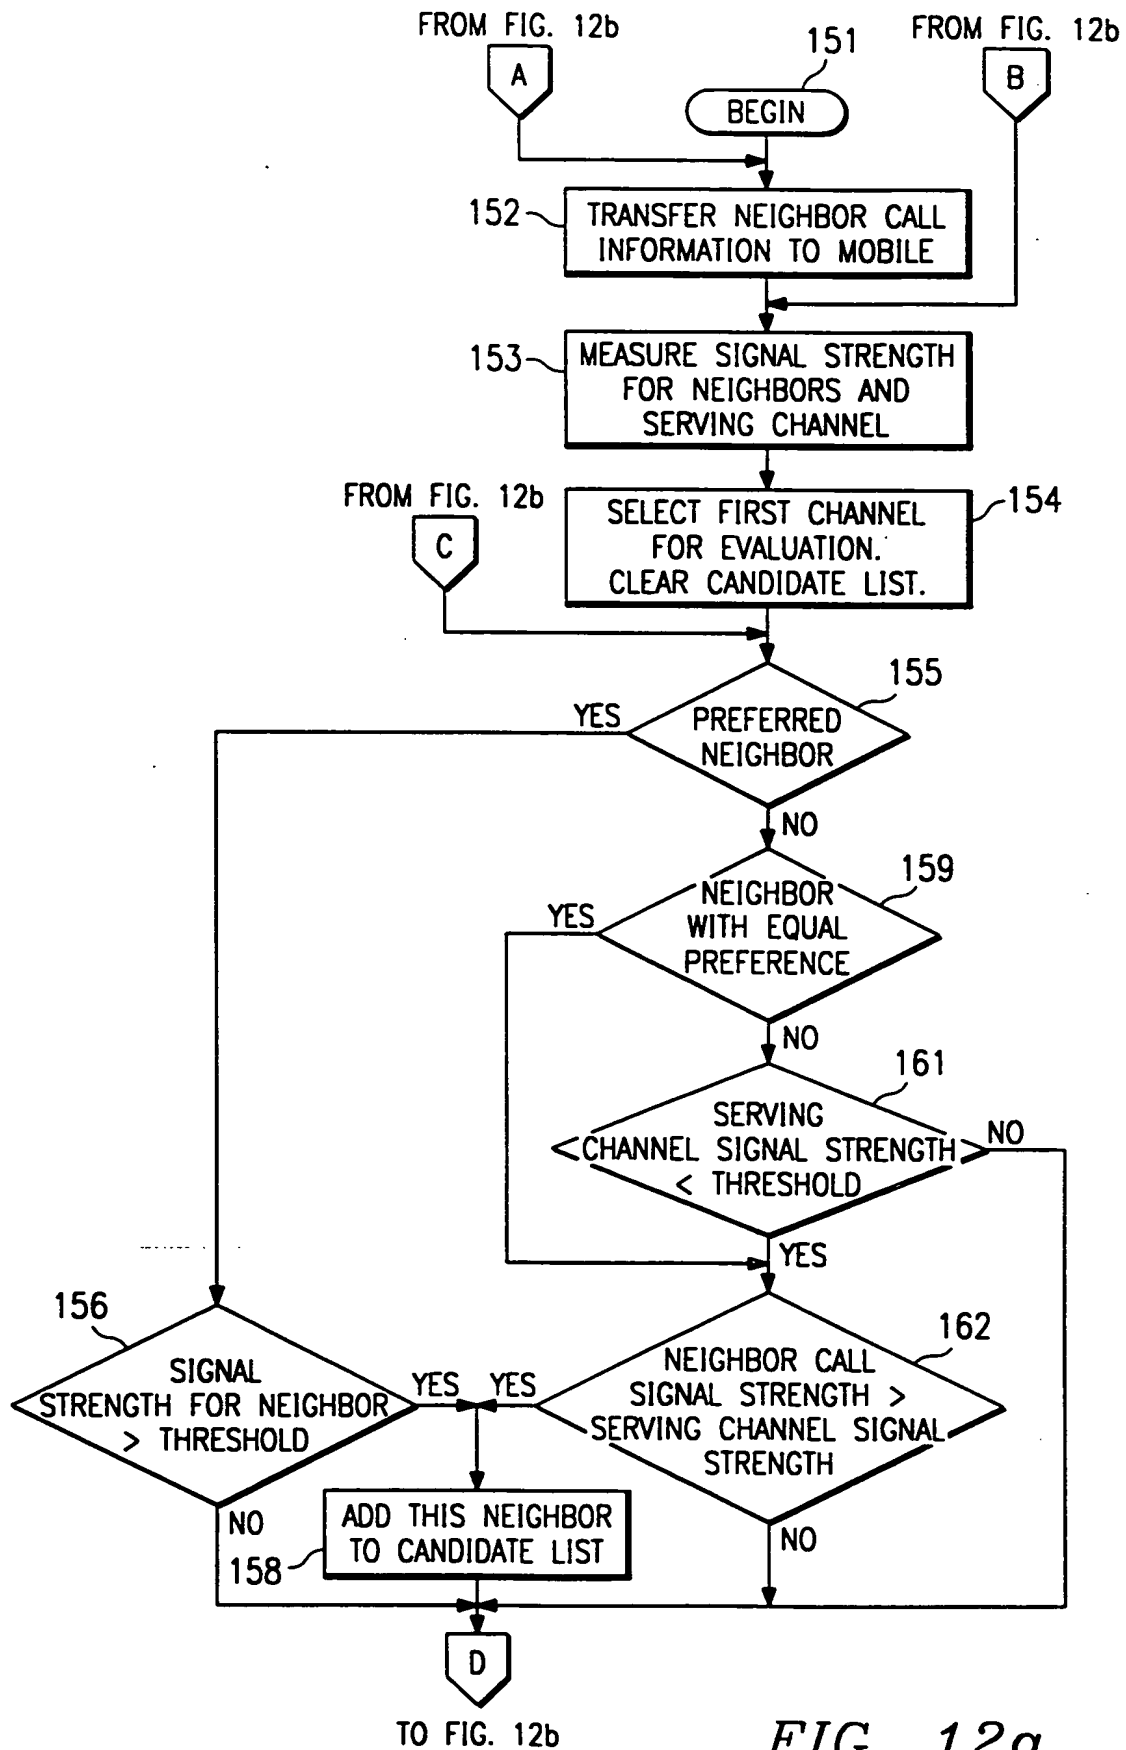 FROM FIG. 12b
FROM FIG. 12b
A
151
B
BEGIN
152
TRANSFER NEIGHBOR CALL
INFORMATION TO MOBILE
153
MEASURE SIGNAL STRENGTH
FOR NEIGHBORS AND
SERVING CHANNEL
FROM FIG. 12b
C
SELECT FIRST CHANNEL
FOR EVALUATION.
CLEAR CANDIDATE LIST.
154
155
YES
PREFERRED
NEIGHBOR
NO
159
YES
NEIGHBOR
WITH EQUAL
PREFERENCE
NO
161
SERVING
CHANNEL SIGNAL STRENGTH
< THRESHOLD
NO
YES
156
SIGNAL
STRENGTH FOR NEIGHBOR
> THRESHOLD
YES
YES
162
NEIGHBOR CALL
SIGNAL STRENGTH >
SERVING CHANNEL SIGNAL
STRENGTH
NO
158
ADD THIS NEIGHBOR
TO CANDIDATE LIST
NO
D
TO FIG. 12b
FIG. 12a